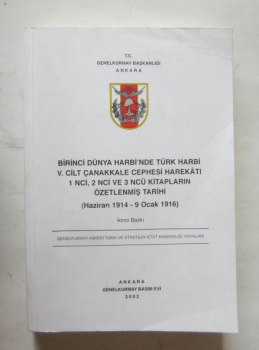 T.C.
GENELKURMAY BAŞKANLIĞI
ANKARA
BİRİNCİ DÜNYA HARBİ'NDE TÜRK HARBİ
V. CİLT ÇANAKKALE CEPHESİ HAREKÂTI
1 NCİ, 2 NCİ VE 3 NCÜ KİTAPLARIN
ÖZETLENMİŞ TARİHİ
(Haziran 1914 - 9 Ocak 1916)
İkinci Baskı
GENELKURMAY ASKERİ TARİH VE STRATEJİK ETÜT BAŞKANLIĞI YAYINLARI
ANKARA
GENELKURMAY BASIM EVİ
2002